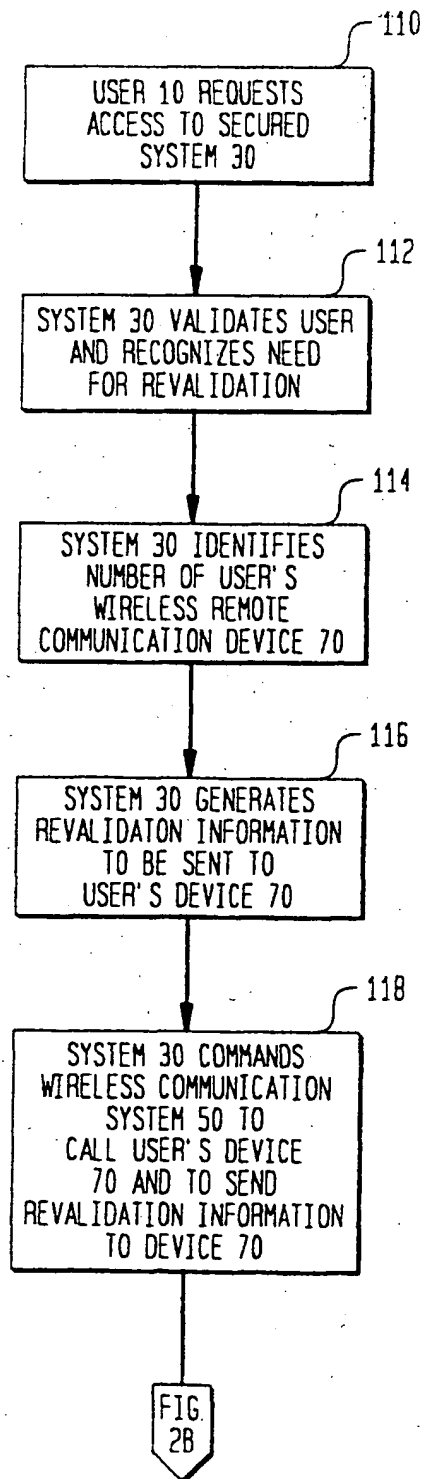 110
USER 10 REQUESTS
ACCESS TO SECURED
SYSTEM 30
112
SYSTEM 30 VALIDATES USER
AND RECOGNIZES NEED
FOR REVALIDATION
114
SYSTEM 30 IDENTIFIES
NUMBER OF USER'S
WIRELESS REMOTE
COMMUNICATION DEVICE 70
116
SYSTEM 30 GENERATES
REVALIDATON INFORMATION
TO BE SENT TO
USER'S DEVICE 70
118
SYSTEM 30 COMMANDS
WIRELESS COMMUNICATION
SYSTEM 50 TO
CALL USER'S DEVICE
70 AND TO SEND
REVALIDATION INFORMATION
TO DEVICE 70
FIG.
2B